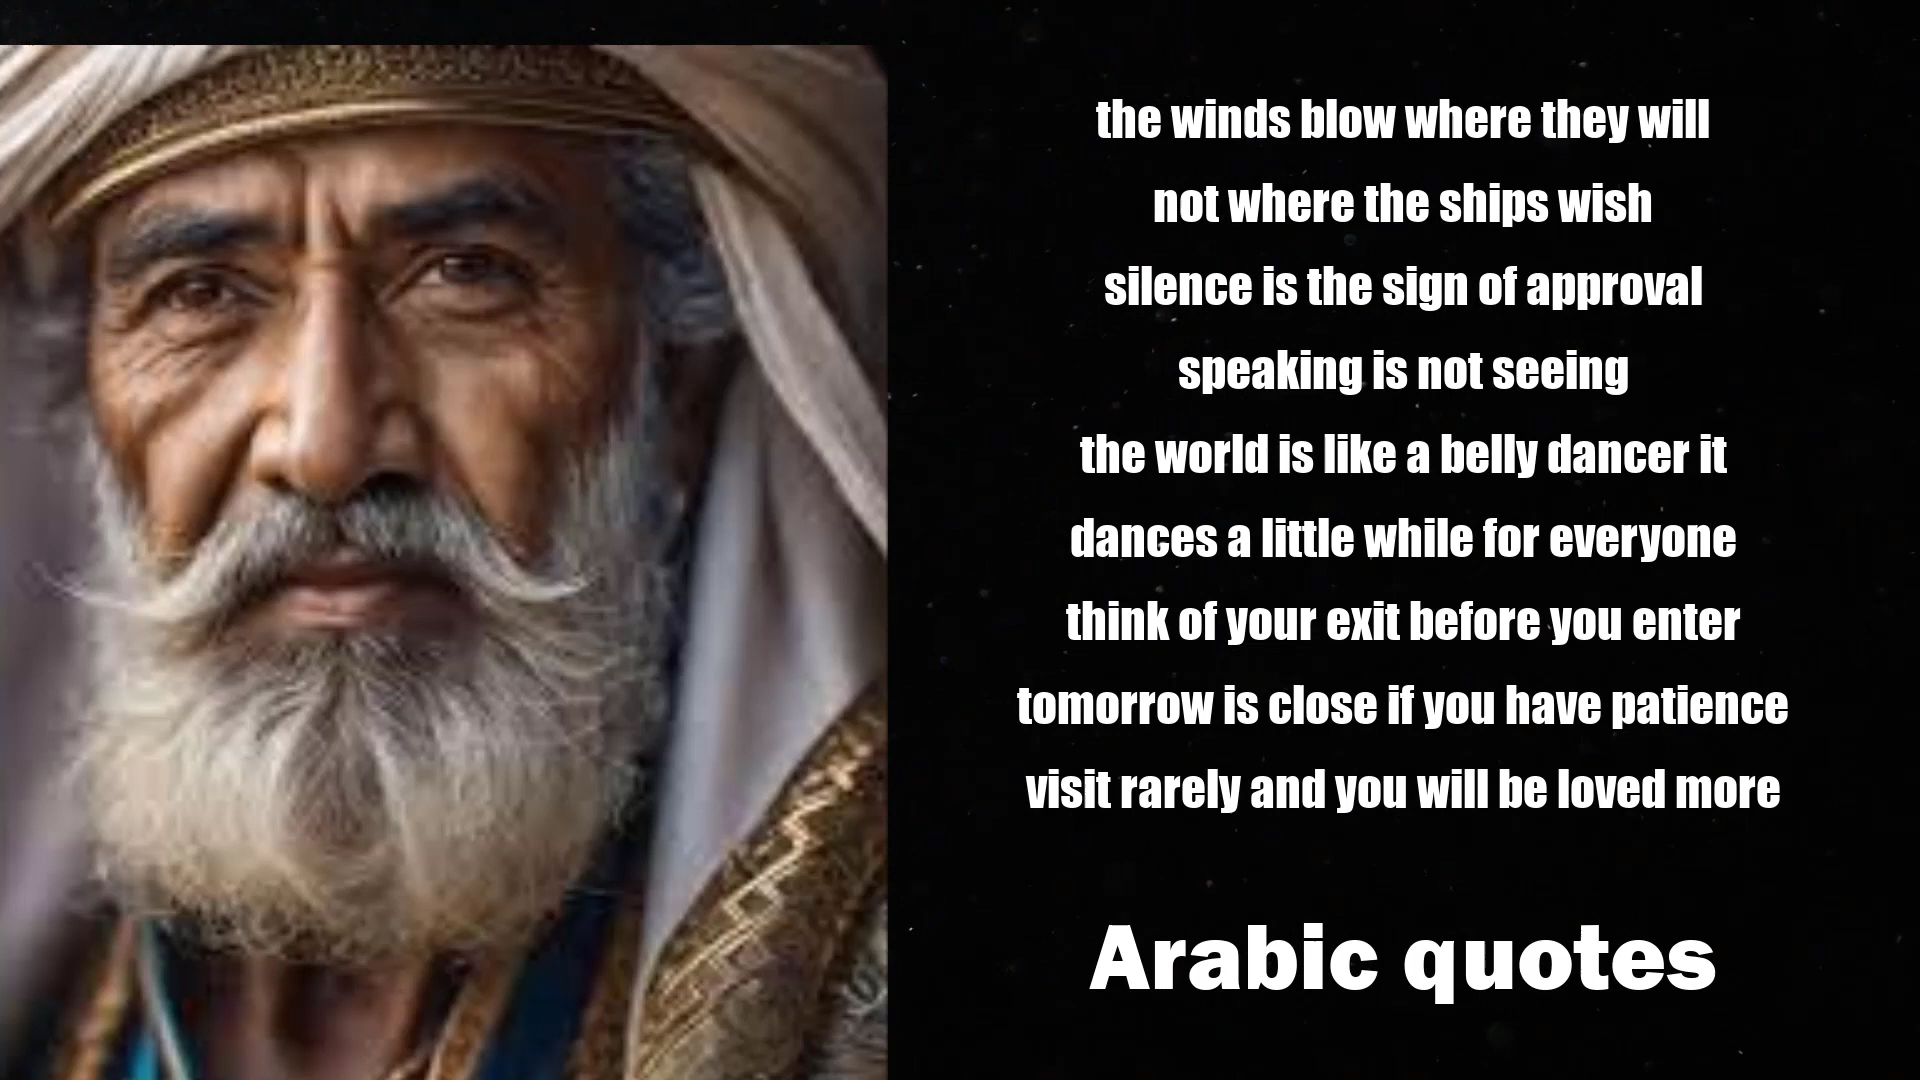 the winds blow where they will
not where the ships wish
silence is the sign of approval
speaking is not seeing
the world is like a belly dancer it
dances a little while for everyone
think of your exit before you enter
tomorrow is close if you have patience
visit rarely and you will be loved more
Arabic quotes